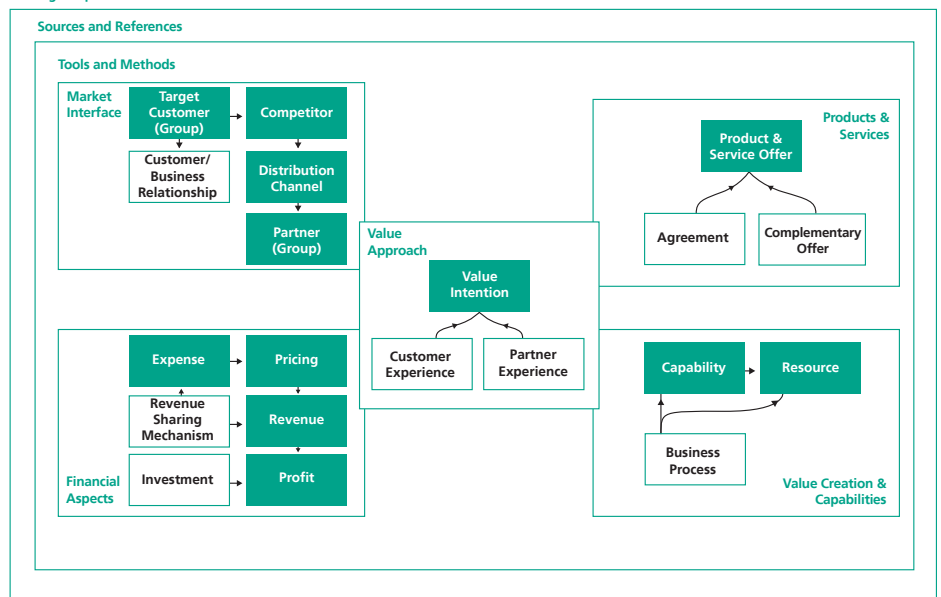 Sources and References
Tools and Methods
Market
Interface
Target
Customer
(Group)
Competitor
Customer/
Business
Relationship
Distribution
Channel
Partner
(Group)
Products &
Services
Product &
Service Offer
Agreement
Complementary
Offer
Value
Approach
Value
Intention
Customer
Experience
Partner
Experience
Expense
Pricing
Revenue
Sharing
Mechanism
Revenue
Investment
Profit
Financial
Aspects
Capability
Resource
Business
Process
Value Creation &
Capabilities